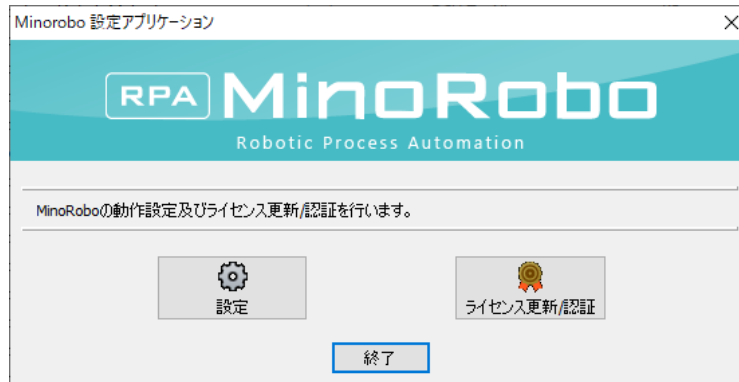 Minorobo 設定アプリケーション
RPA MinoRobo
Robotic Process Automation
MinoRoboの動作設定及びライセンス更新/認証を行います。
設定
ライセンス更新/認証
終了